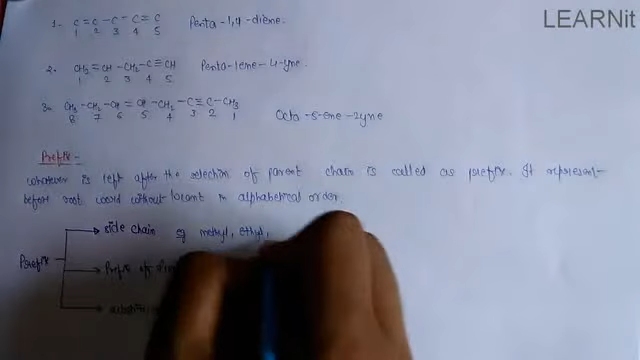 LEARNit
1. C = C - C - C = C Penta-1,4-diene.
1 2 3 4 5
2. CH2 = CH - CH2 - C ≡ CH Penta-1ene-4-yne.
1 2 3 4 5
3. CH3 - CH2 - CH = CH - CH2 - C ≡ C - CH3 Octa-5-ene-2yne
8 7 6 5 4 3 2 1
Prefix -
whatever is left after the selection of parent chain is called as prefix. It represent
before root word without locant in alphabetical order.
side chain eg methyl, ethyl,
Prefix
Prefix of